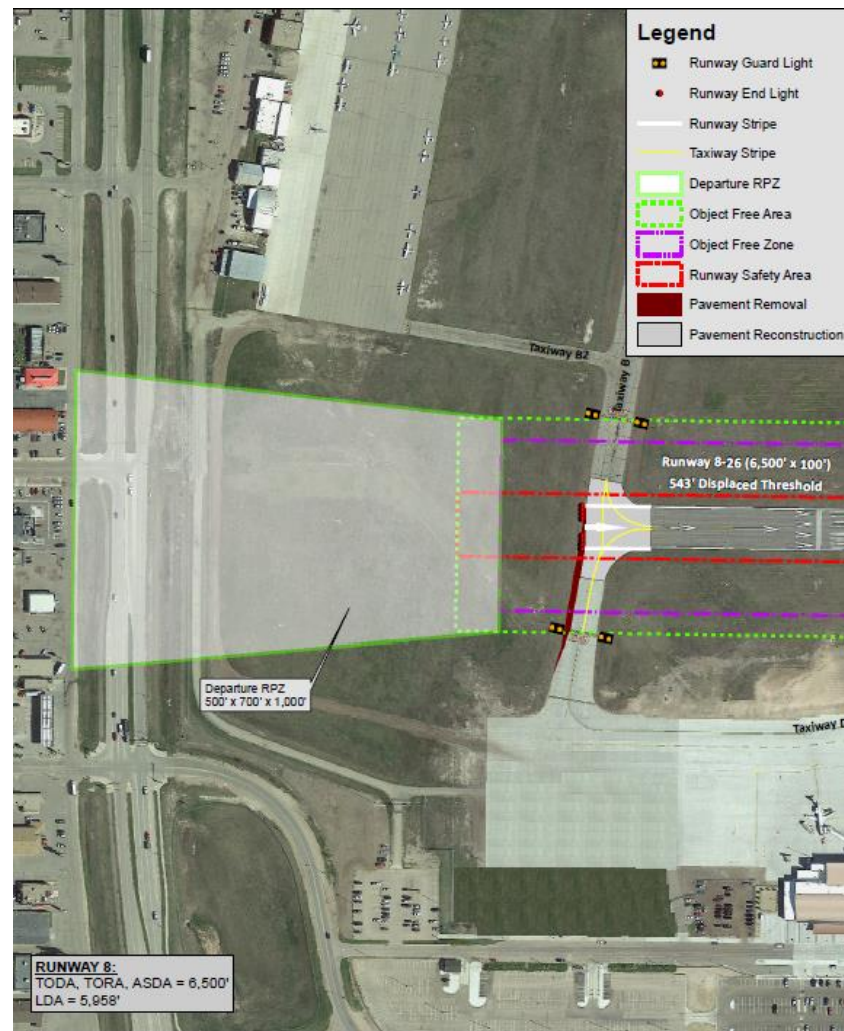 Legend
Runway Guard Light
Runway End Light
Runway Stripe
Taxiway Stripe
Departure RPZ
Object Free Area
Object Free Zone
Runway Safety Area
Pavement Removal
Pavement Reconstruction
Taxiway B2
Taxiway B
Runway 8-26 (6,500' x 100')
543' Displaced Threshold
Departure RPZ
500' x 700' x 1,000'
Taxiway D
RUNWAY 8:
TODA, TORA, ASDA = 6,500'
LDA = 5,958'